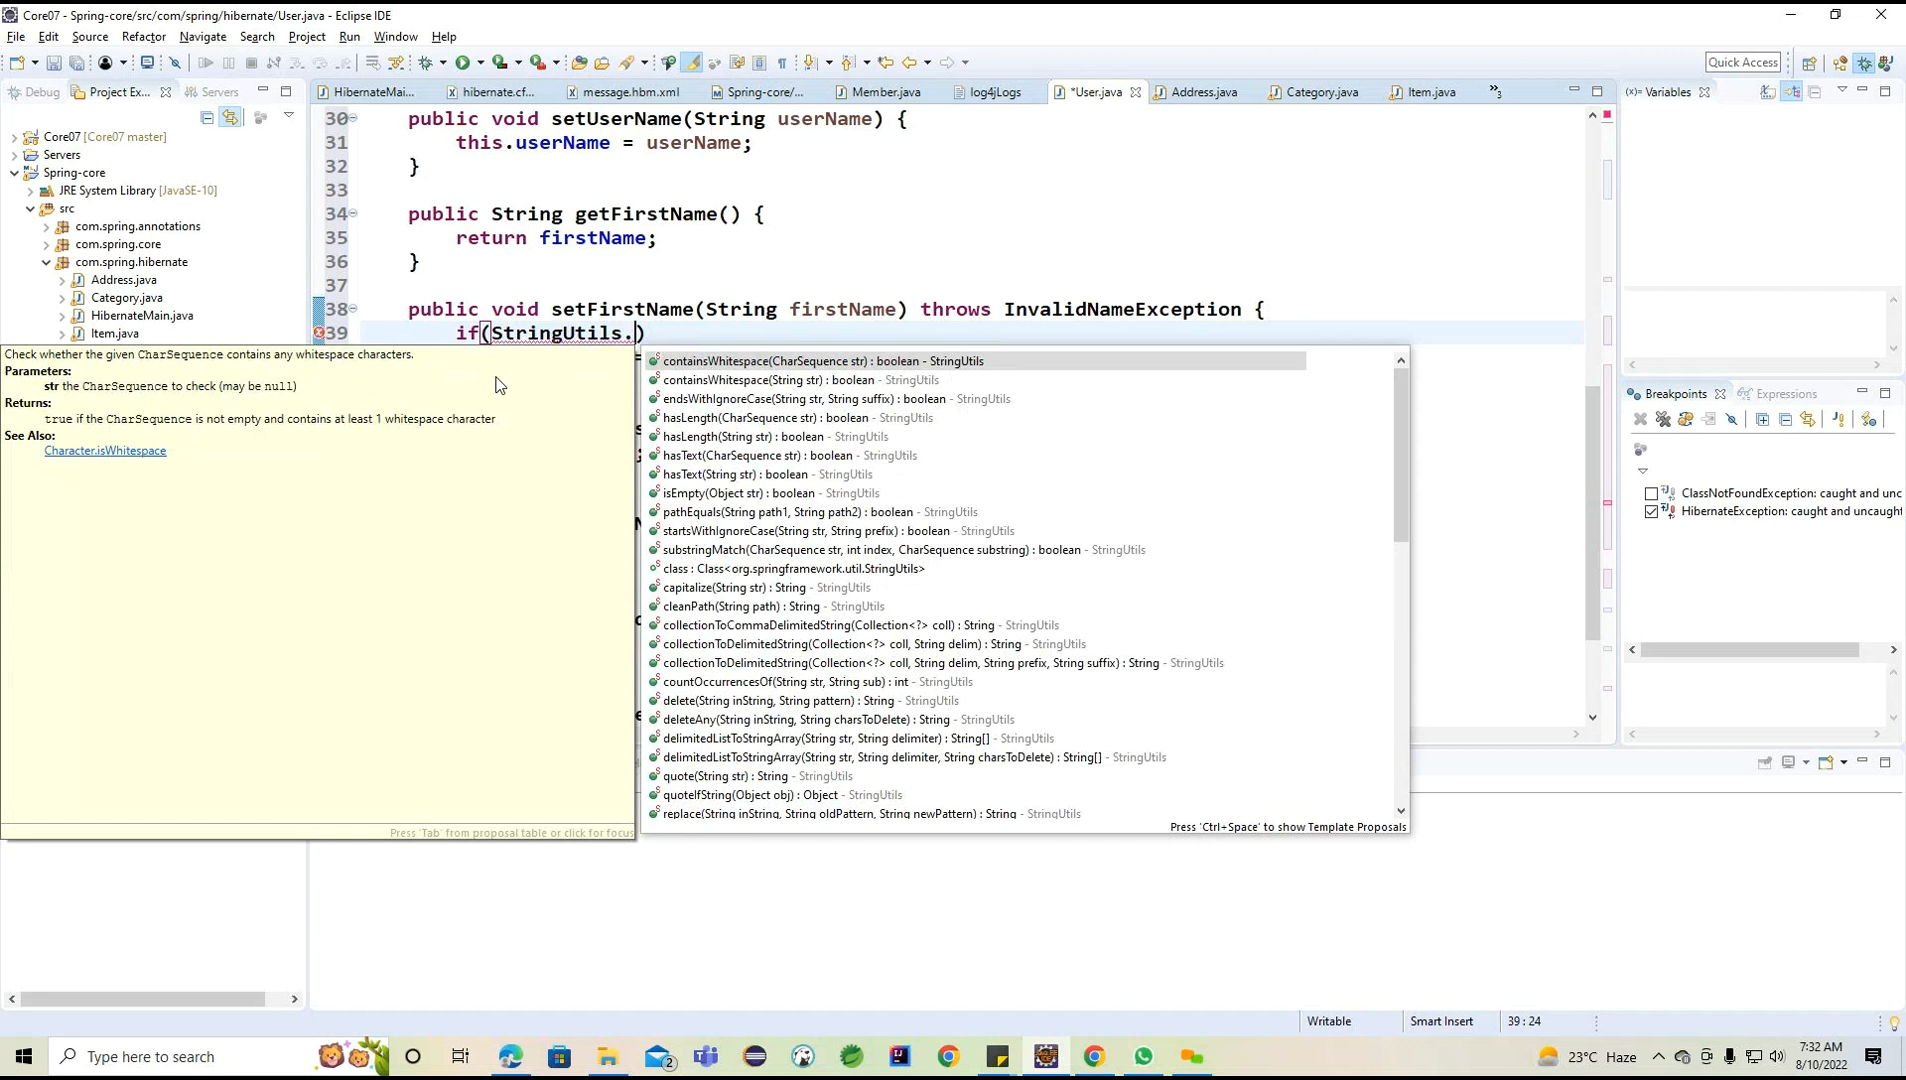 Core07 - Spring-core/src/com/spring/hibernate/User.java - Eclipse IDE
File Edit Source Refactor Navigate Search Project Run Window Help
Quick Access
Debug Project Ex... Servers
HibernateMai... hibernate.cf... message.hbm.xml Spring-core/... Member.java log4jLogs *User.java Address.java Category.java Item.java »3
(x)= Variables
Core07 [Core07 master]
Servers
Spring-core
JRE System Library [JavaSE-10]
src
com.spring.annotations
com.spring.core
com.spring.hibernate
Address.java
Category.java
HibernateMain.java
Item.java
30 public void setUserName(String userName) {
31 this.userName = userName;
32 }
33
34 public String getFirstName() {
35 return firstName;
36 }
37
38 public void setFirstName(String firstName) throws InvalidNameException {
39 if(StringUtils.)
Check whether the given CharSequence contains any whitespace characters.
Parameters:
str the CharSequence to check (may be null)
Returns:
true if the CharSequence is not empty and contains at least 1 whitespace character
See Also:
Character.isWhitespace
Press 'Tab' from proposal table or click for focus
containsWhitespace(CharSequence str) : boolean - StringUtils
containsWhitespace(String str) : boolean - StringUtils
endsWithIgnoreCase(String str, String suffix) : boolean - StringUtils
hasLength(CharSequence str) : boolean - StringUtils
hasLength(String str) : boolean - StringUtils
hasText(CharSequence str) : boolean - StringUtils
hasText(String str) : boolean - StringUtils
isEmpty(Object str) : boolean - StringUtils
pathEquals(String path1, String path2) : boolean - StringUtils
startsWithIgnoreCase(String str, String prefix) : boolean - StringUtils
substringMatch(CharSequence str, int index, CharSequence substring) : boolean - StringUtils
class : Class<org.springframework.util.StringUtils>
capitalize(String str) : String - StringUtils
cleanPath(String path) : String - StringUtils
collectionToCommaDelimitedString(Collection<?> coll) : String - StringUtils
collectionToDelimitedString(Collection<?> coll, String delim) : String - StringUtils
collectionToDelimitedString(Collection<?> coll, String delim, String prefix, String suffix) : String - StringUtils
countOccurrencesOf(String str, String sub) : int - StringUtils
delete(String inString, String pattern) : String - StringUtils
deleteAny(String inString, String charsToDelete) : String - StringUtils
delimitedListToStringArray(String str, String delimiter) : String[] - StringUtils
delimitedListToStringArray(String str, String delimiter, String charsToDelete) : String[] - StringUtils
quote(String str) : String - StringUtils
quoteIfString(Object obj) : Object - StringUtils
replace(String inString, String oldPattern, String newPattern) : String - StringUtils
Press 'Ctrl+Space' to show Template Proposals
Breakpoints Expressions
ClassNotFoundException: caught and unc
HibernateException: caught and uncaught
Writable Smart Insert 39 : 24
Type here to search
2
23°C Haze
7:32 AM
8/10/2022